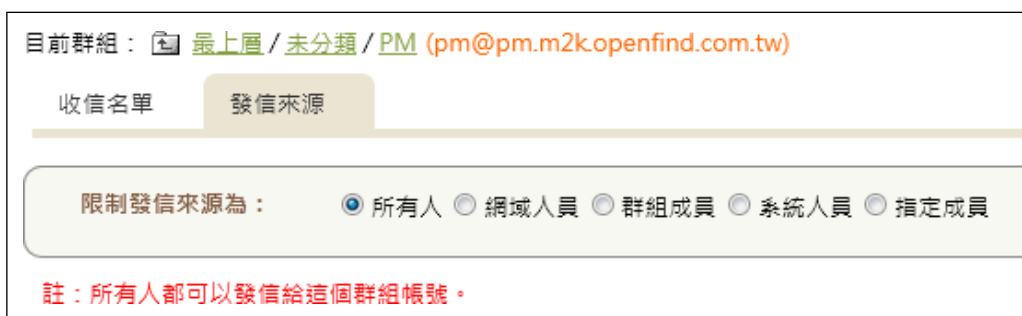 目前群組： 最上層 / 未分類 / PM (pm@pm.m2k.openfind.com.tw)
收信名單 發信來源
限制發信來源為： 所有人 網域人員 群組成員 系統人員 指定成員
註：所有人都可以發信給這個群組帳號。